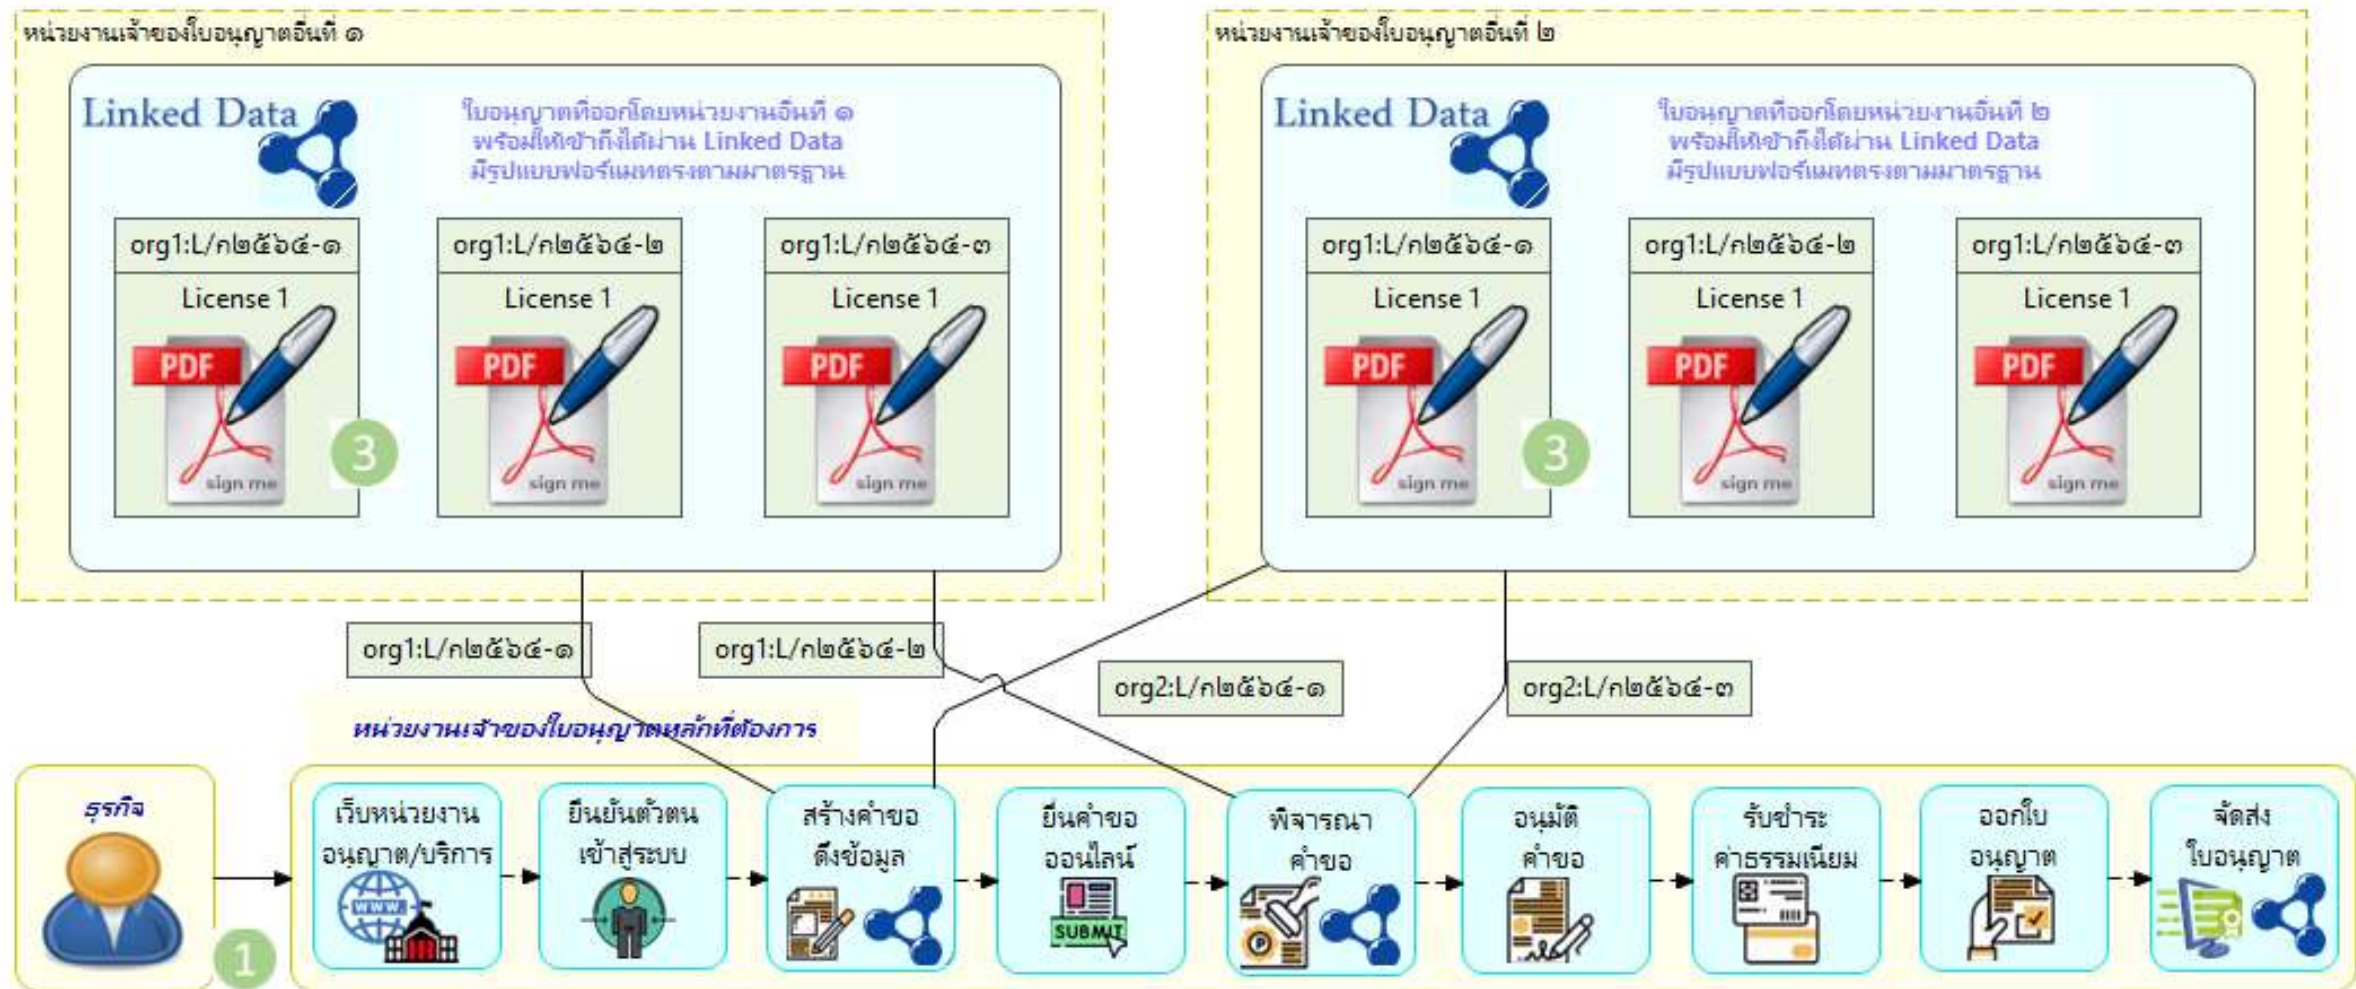 หน่วยงานเจ้าของใบอนุญาตอื่นที่ ๑
Linked Data
ใบอนุญาตที่ออกโดยหน่วยงานอื่นที่ ๑
พร้อมให้เข้าถึงได้ผ่าน Linked Data
มีรูปแบบฟอร์แมทตรงตามมาตรฐาน
org1:L/ก๒๕๖๔-๑
License 1
PDF
sign me
3
org1:L/ก๒๕๖๔-๒
License 1
PDF
sign me
org1:L/ก๒๕๖๔-๓
License 1
PDF
sign me
หน่วยงานเจ้าของใบอนุญาตอื่นที่ ๒
Linked Data
ใบอนุญาตที่ออกโดยหน่วยงานอื่นที่ ๒
พร้อมให้เข้าถึงได้ผ่าน Linked Data
มีรูปแบบฟอร์แมทตรงตามมาตรฐาน
org1:L/ก๒๕๖๔-๑
License 1
PDF
sign me
3
org1:L/ก๒๕๖๔-๒
License 1
PDF
sign me
org1:L/ก๒๕๖๔-๓
License 1
PDF
sign me
org1:L/ก๒๕๖๔-๑
org1:L/ก๒๕๖๔-๒
org2:L/ก๒๕๖๔-๑
org2:L/ก๒๕๖๔-๓
หน่วยงานเจ้าของใบอนุญาตหลักที่ต้องการ
ธุรกิจ
1
เว็บหน่วยงาน
อนุญาต/บริการ
WWW.
ยืนยันตัวตน
เข้าสู่ระบบ
สร้างคำขอ
ดึงข้อมูล
ยื่นคำขอ
ออนไลน์
SUBMIT
พิจารณา
คำขอ
P
อนุมัติ
คำขอ
รับชำระ
ค่าธรรมเนียม
ออกใบ
อนุญาต
จัดส่ง
ใบอนุญาต